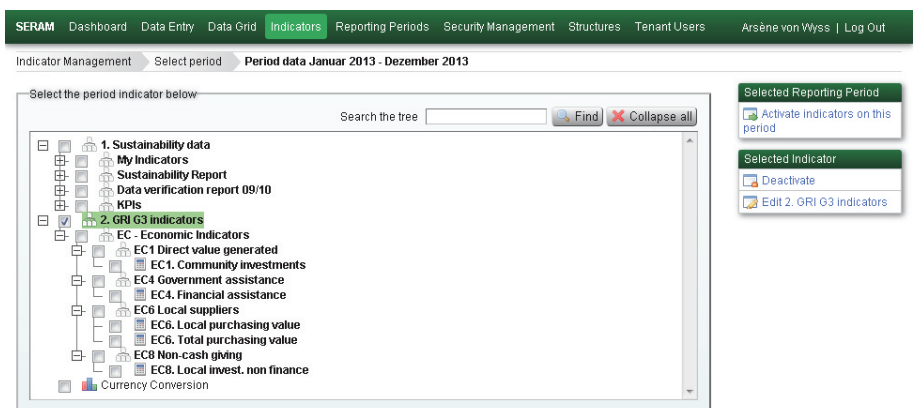 SERAM Dashboard Data Entry Data Grid Indicators Reporting Periods Security Management Structures Tenant Users Arsène von Wyss | Log Out
Indicator Management Select period Period data Januar 2013 - Dezember 2013
Select the period indicator below
Search the tree Find Collapse all
1. Sustainability data
My Indicators
Sustainability Report
Data verification report 09/10
KPIs
2. GRI G3 indicators
EC - Economic Indicators
EC1 Direct value generated
EC1. Community investments
EC4 Government assistance
EC4. Financial assistance
EC6 Local suppliers
EC6. Local purchasing value
EC6. Total purchasing value
EC8 Non-cash giving
EC8. Local invest. non finance
Currency Conversion
Selected Reporting Period
Activate indicators on this
period
Selected Indicator
Deactivate
Edit 2. GRI G3 indicators